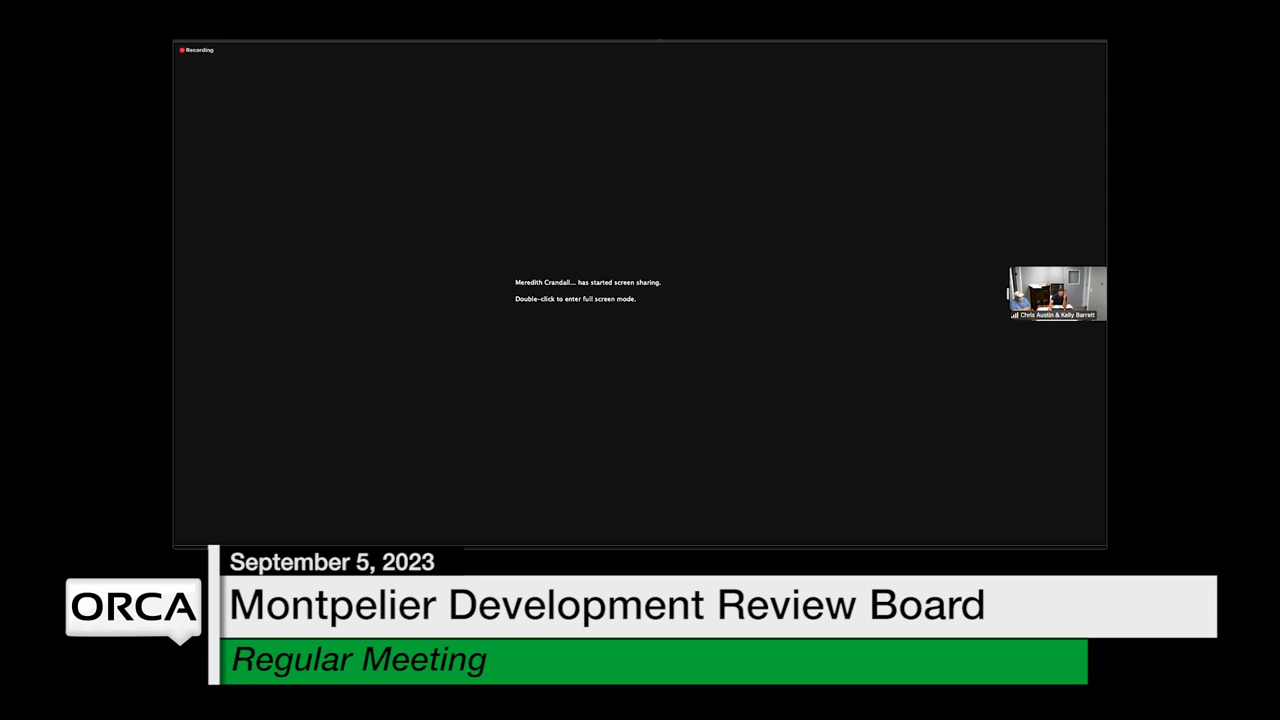 Recording
Meredith Crandall... has started screen sharing.
Double-click to enter full screen mode.
Chris Austin & Kelly Barrett
September 5, 2023
ORCA
Montpelier Development Review Board
Regular Meeting